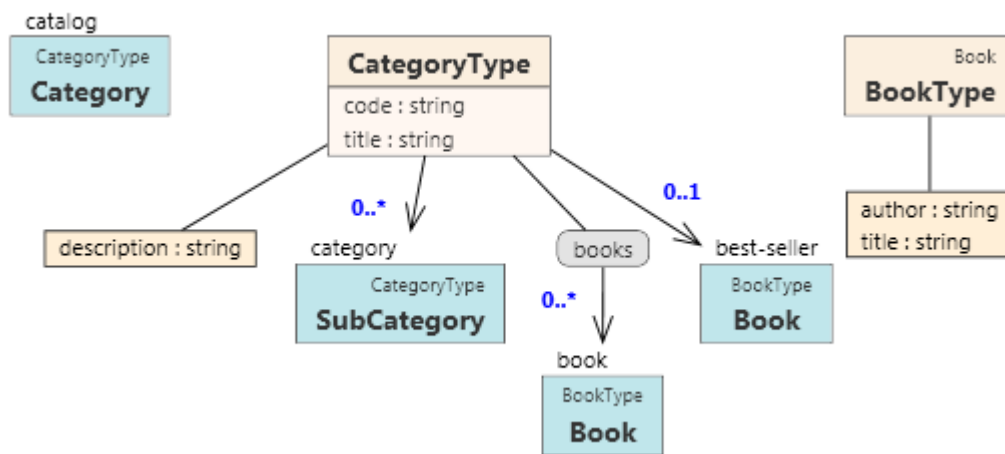 catalog
CategoryType
Category
CategoryType
code : string
title : string
Book
BookType
author : string
title : string
description : string
0..*
category
CategoryType
SubCategory
books
0..*
book
BookType
Book
0..1
best-seller
BookType
Book